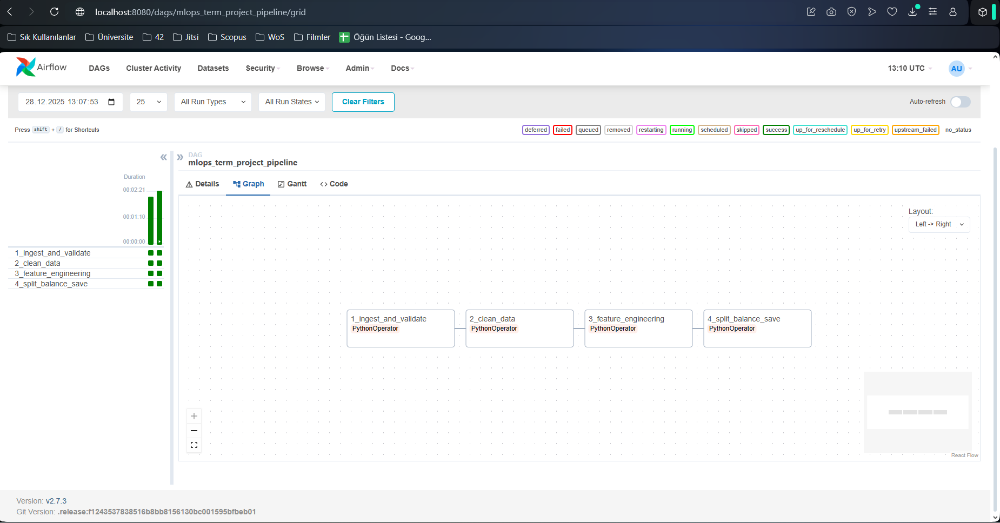 localhost:8080/dags/mlops_term_project_pipeline/grid
Sık Kullanılanlar Üniversite 42 Jitsi Scopus WoS Filmler Öğün Listesi - Goog...
Airflow DAGs Cluster Activity Datasets Security Browse Admin Docs 13:10 UTC AU
28.12.2025 13:07:53 25 All Run Types All Run States Clear Filters Auto-refresh
Press shift + / for Shortcuts deferred failed queued removed restarting running scheduled skipped success up_for_reschedule up_for_retry upstream_failed no_status
DAG
mlops_term_project_pipeline
Duration
00:02:21
00:01:10
00:00:00
1_ingest_and_validate
2_clean_data
3_feature_engineering
4_split_balance_save
Details Graph Gantt Code
Layout:
Left -> Right
1_ingest_and_validate
PythonOperator
2_clean_data
PythonOperator
3_feature_engineering
PythonOperator
4_split_balance_save
PythonOperator
React Flow
Version: v2.7.3
Git Version: .release:f1243537838516b8bb8156130bc001595bfbeb01